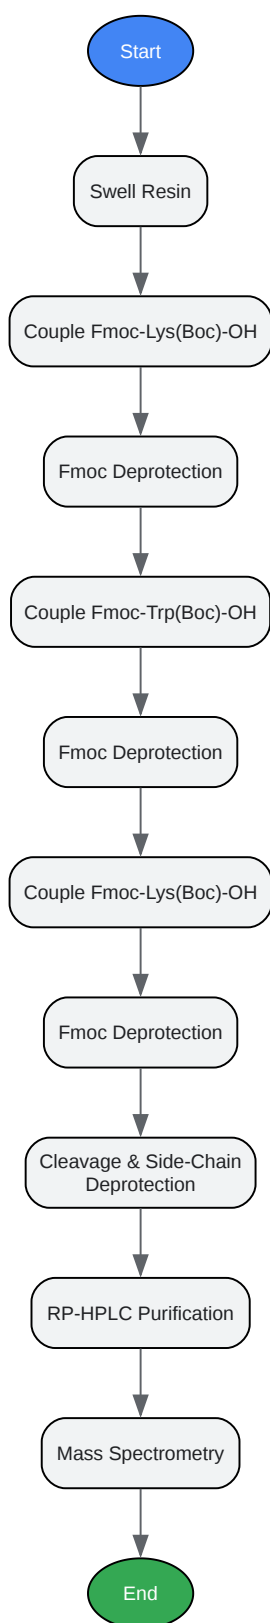 Start
Swell Resin
Couple Fmoc-Lys(Boc)-OH
Fmoc Deprotection
Couple Fmoc-Trp(Boc)-OH
Fmoc Deprotection
Couple Fmoc-Lys(Boc)-OH
Fmoc Deprotection
Cleavage & Side-Chain
Deprotection
RP-HPLC Purification
Mass Spectrometry
End